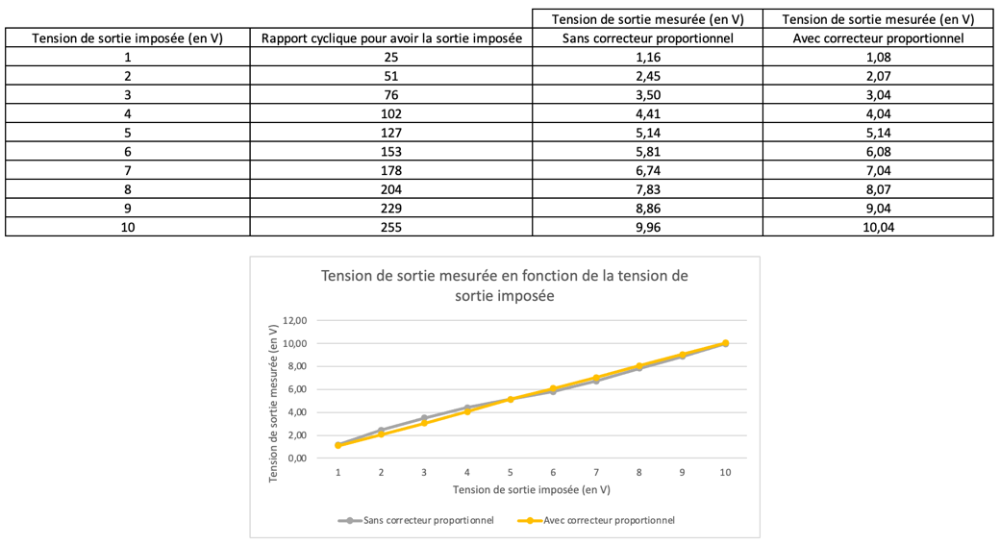 Tension de sortie mesurée (en V) Tension de sortie mesurée (en V)
Tension de sortie imposée (en V) Rapport cyclique pour avoir la sortie imposée Sans correcteur proportionnel Avec correcteur proportionnel
1 25 1,16 1,08
2 51 2,45 2,07
3 76 3,50 3,04
4 102 4,41 4,04
5 127 5,14 5,14
6 153 5,81 6,08
7 178 6,74 7,04
8 204 7,83 8,07
9 229 8,86 9,04
10 255 9,96 10,04
Tension de sortie mesurée en fonction de la tension de
sortie imposée
Tension de sortie mesurée (en V)
12,00
10,00
8,00
6,00
4,00
2,00
0,00
1 2 3 4 5 6 7 8 9 10
Tension de sortie imposée (en V)
Sans correcteur proportionnel Avec correcteur proportionnel